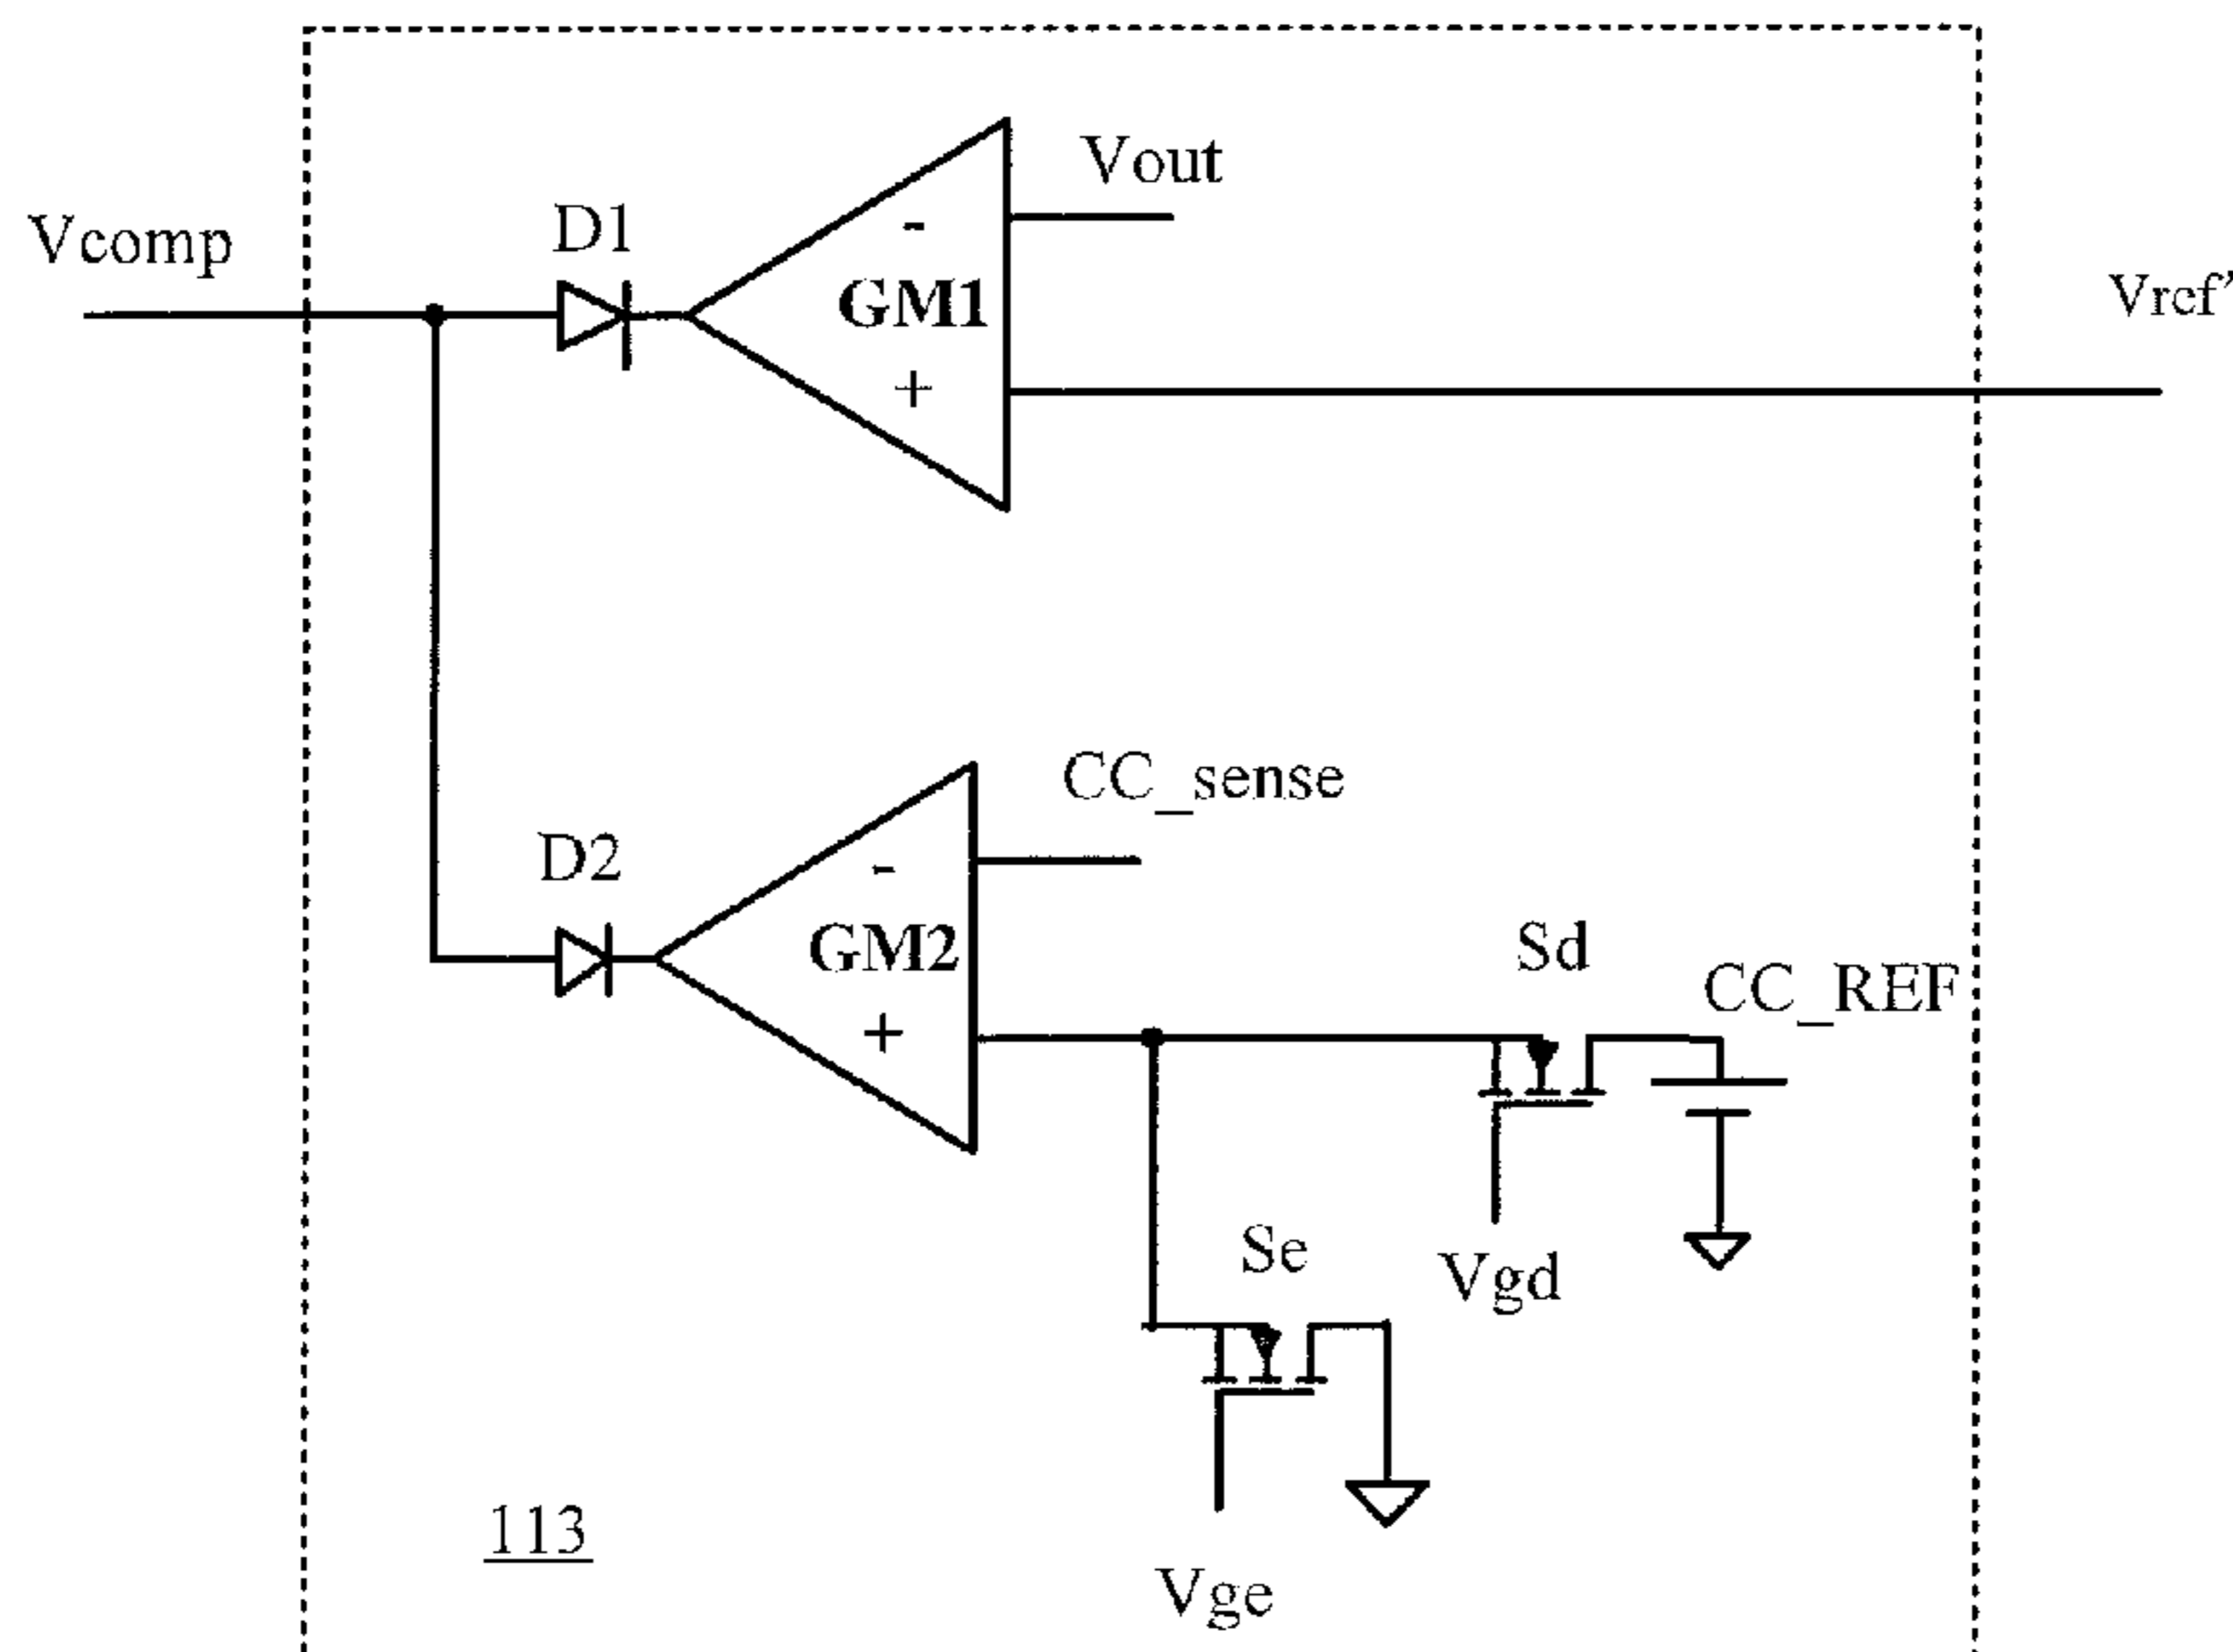 Vout
D1
Vcomp
-
GM1
Vref'
+
CC_sense
D2
-
GM2
Sd
CC_REF
+
Se
Vgd
113
Vge